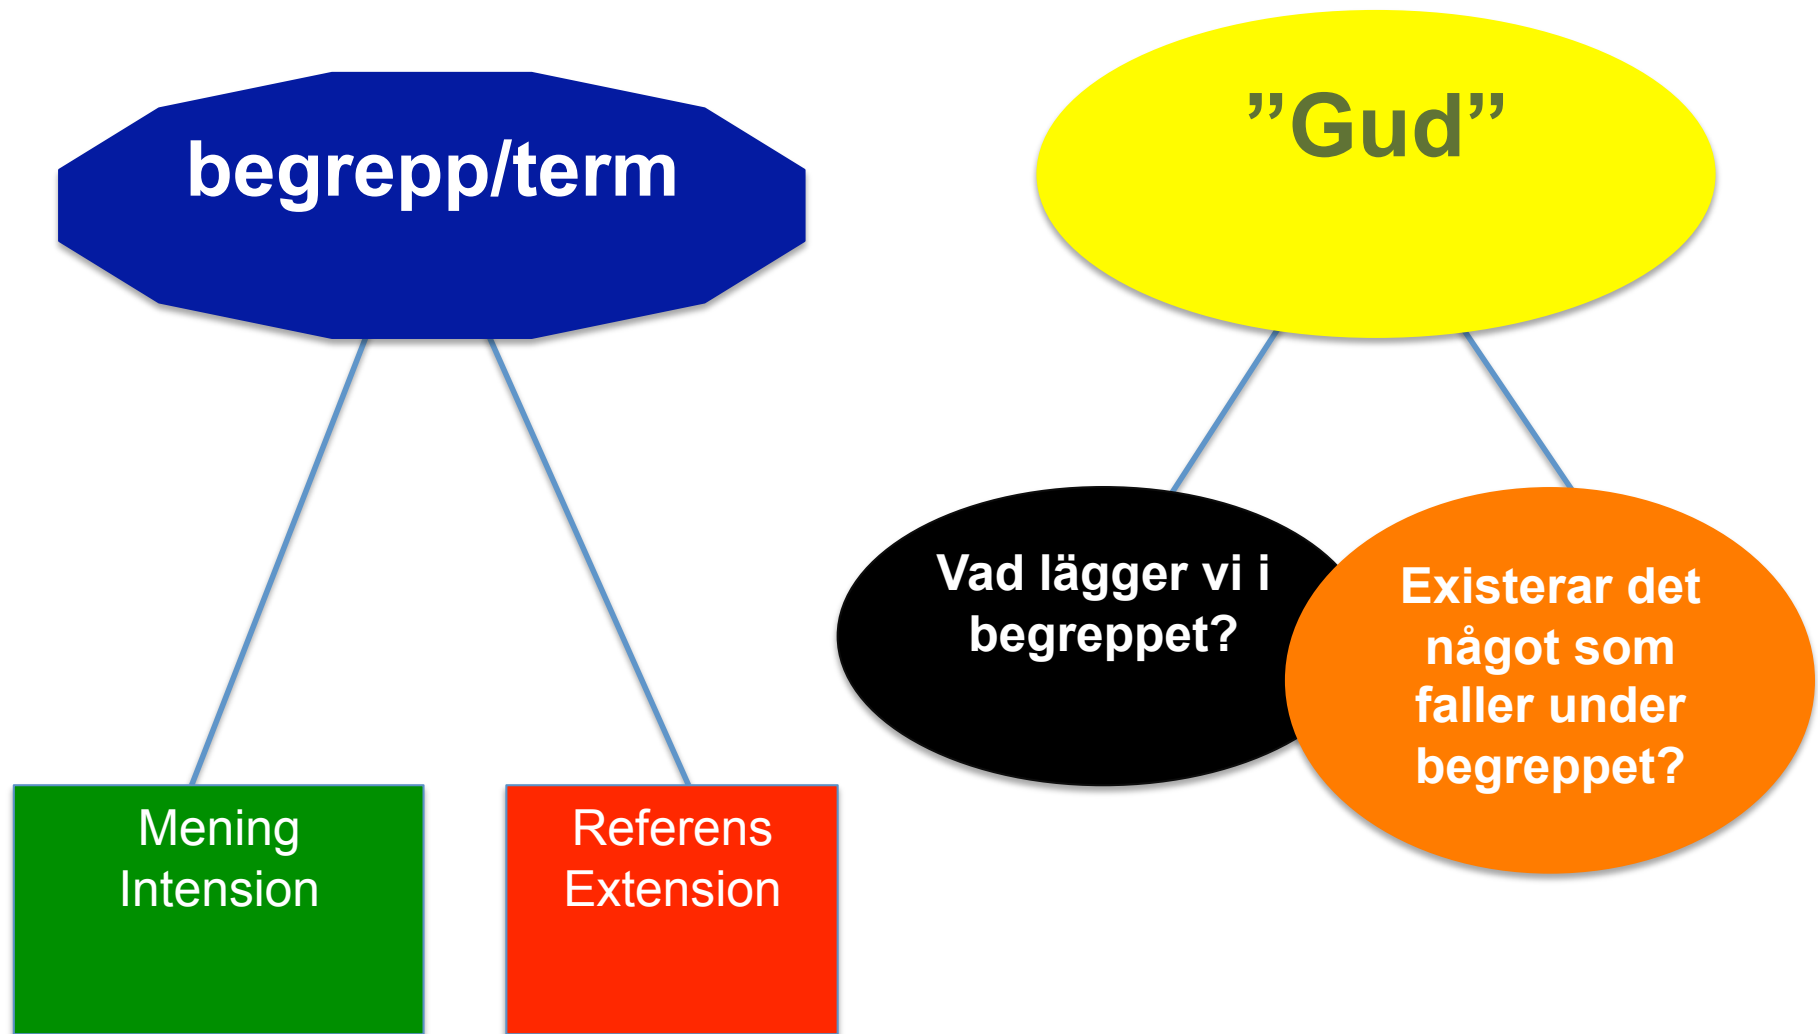 begrepp/term
”Gud”
Vad lägger vi i
begreppet?
Existerar det
något som
faller under
begreppet?
Mening
Intension
Referens
Extension